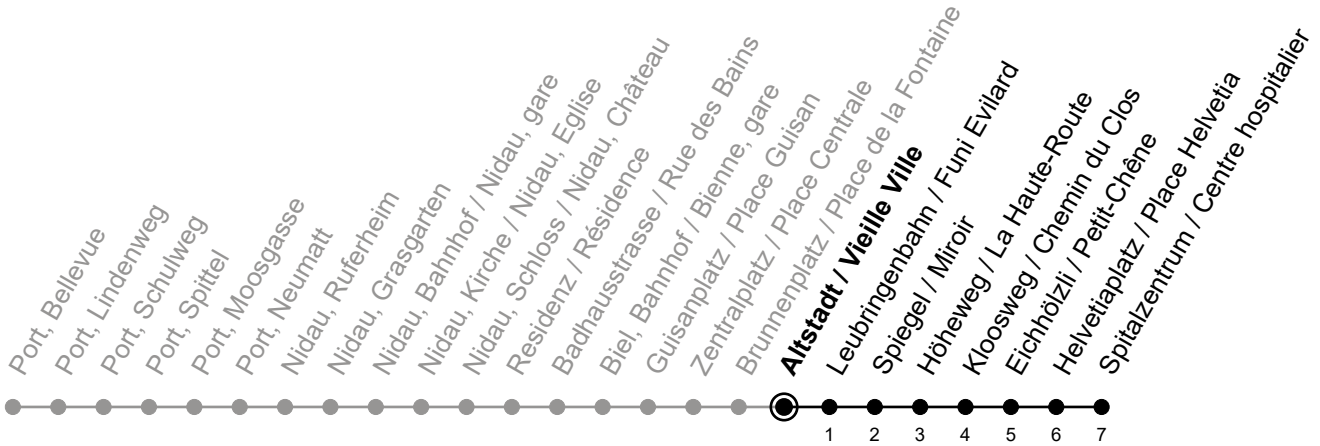 Port, Bellevue
Port, Lindenweg
Port, Schulweg
Port, Spittel
Port, Moosgasse
Port, Neumatt
Nidau, Ruferheim
Nidau, Grasgarten
Nidau, Bahnhof / Nidau, gare
Nidau, Kirche / Nidau, Eglise
Nidau, Schloss / Nidau, Château
Residenz / Résidence
Badhausstrasse / Rue des Bains
Biel, Bahnhof / Bienne, gare
Guisanplatz / Place Guisan
Zentralplatz / Place Centrale
Brunnenplatz / Place de la Fontaine
Altstadt / Vieille Ville
Leubringenbahn / Funi Evilard
Spiegel / Miroir
Höheweg / La Haute-Route
Kloosweg / Chemin du Clos
Eichhölzli / Petit-Chêne
Helvetiaplatz / Place Helvetia
Spitalzentrum / Centre hospitalier
1 2 3 4 5 6 7